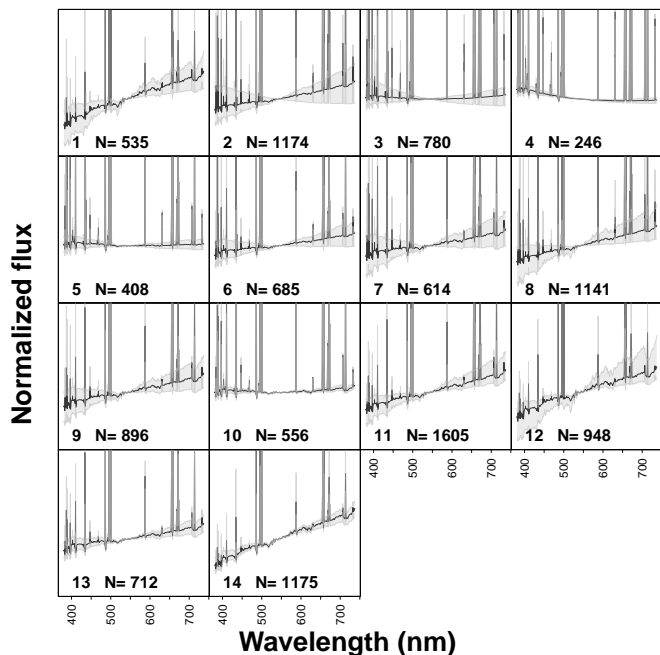 1 N= 535
2 N= 1174
3 N= 780
4 N= 246
5 N= 408
6 N= 685
7 N= 614
8 N= 1141
9 N= 896
10 N= 556
11 N= 1605
12 N= 948
13 N= 712
14 N= 1175
400 500 600 700
400 500 600 700
400 500 600 700
400 500 600 700
Normalized flux
Wavelength (nm)